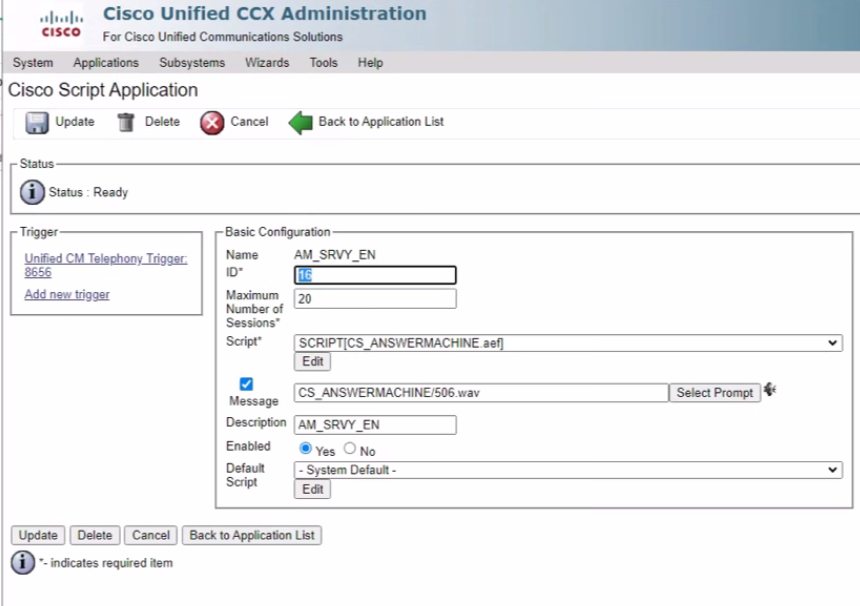 CISCO
Cisco Unified CCX Administration
For Cisco Unified Communications Solutions
System Applications Subsystems Wizards Tools Help
Cisco Script Application
Update Delete Cancel Back to Application List
Status
Status : Ready
Trigger
Unified CM Telephony Trigger:
8656
Add new trigger
Basic Configuration
Name AM_SRVY_EN
ID* 16
Maximum
Number of
Sessions* 20
Script* SCRIPT[CS_ANSWERMACHINE.aef]
Edit
Message CS_ANSWERMACHINE/506.wav Select Prompt
Description AM_SRVY_EN
Enabled Yes No
Default
Script - System Default -
Edit
Update Delete Cancel Back to Application List
*- indicates required item